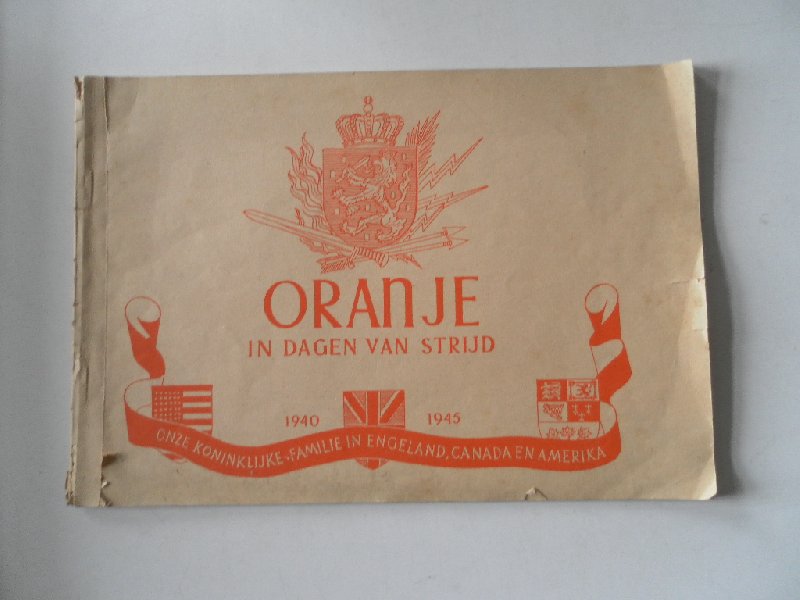 ORANJE
IN DAGEN VAN STRIJD
1940 1945
ONZE KONINKLIJKE-FAMILIE IN ENGELAND, CANADA EN AMERIKA